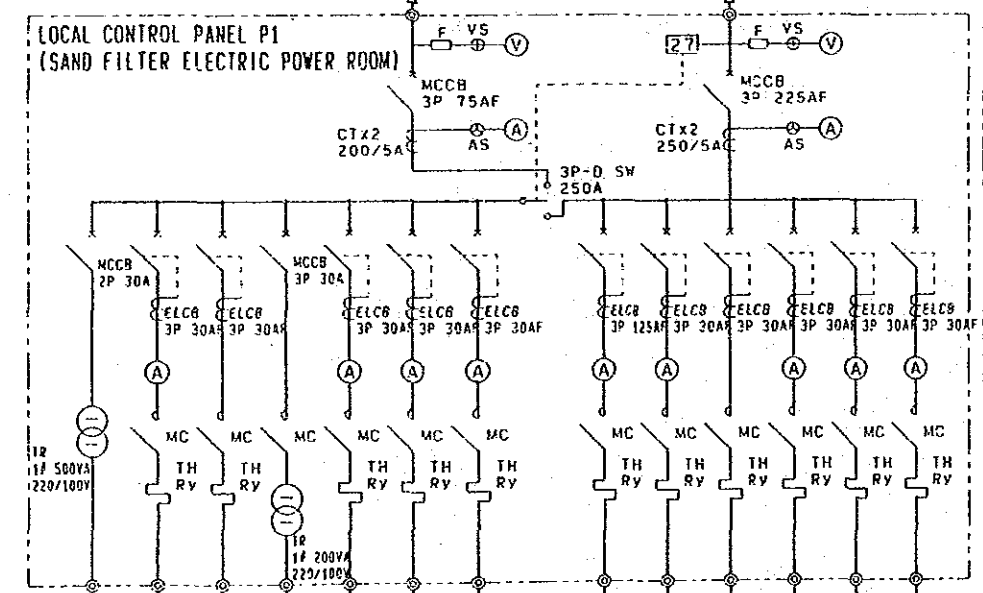 LOCAL CONTROL PANEL P1
(SAND FILTER ELECTRIC POWER ROOM)
F VS V
27 F VS V
MCCB
3P 75AF
MCCB
3P 225AF
CTx2
200/5A
A
AS
CTx2
250/5A
A
AS
3P-D SW
250A
MCCB
2P 30A
MCCB
3P 30A
ELCB
3P 30AF
ELCB
3P 30AF
ELCB
3P 30AF
ELCB
3P 30AF
ELCB
3P 30AF
ELCB
3P 125AF
ELCB
3P 30AF
ELCB
3P 30AF
ELCB
3P 30AF
ELCB
3P 30AF
ELCB
3P 30AF
A A A A A A A A A
MC MC MC MC MC MC MC MC MC MC MC
TH TH TH TH TH TH TH TH TH TH TH
Ry Ry Ry Ry Ry Ry Ry Ry Ry Ry Ry
TR
500VA
220/100V
TR
200VA
220/100V